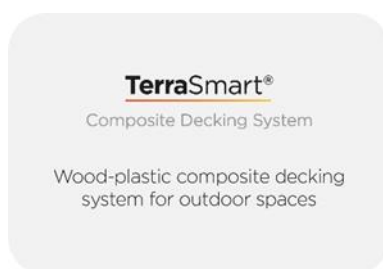 TerraSmart®
Composite Decking System
Wood-plastic composite decking
system for outdoor spaces